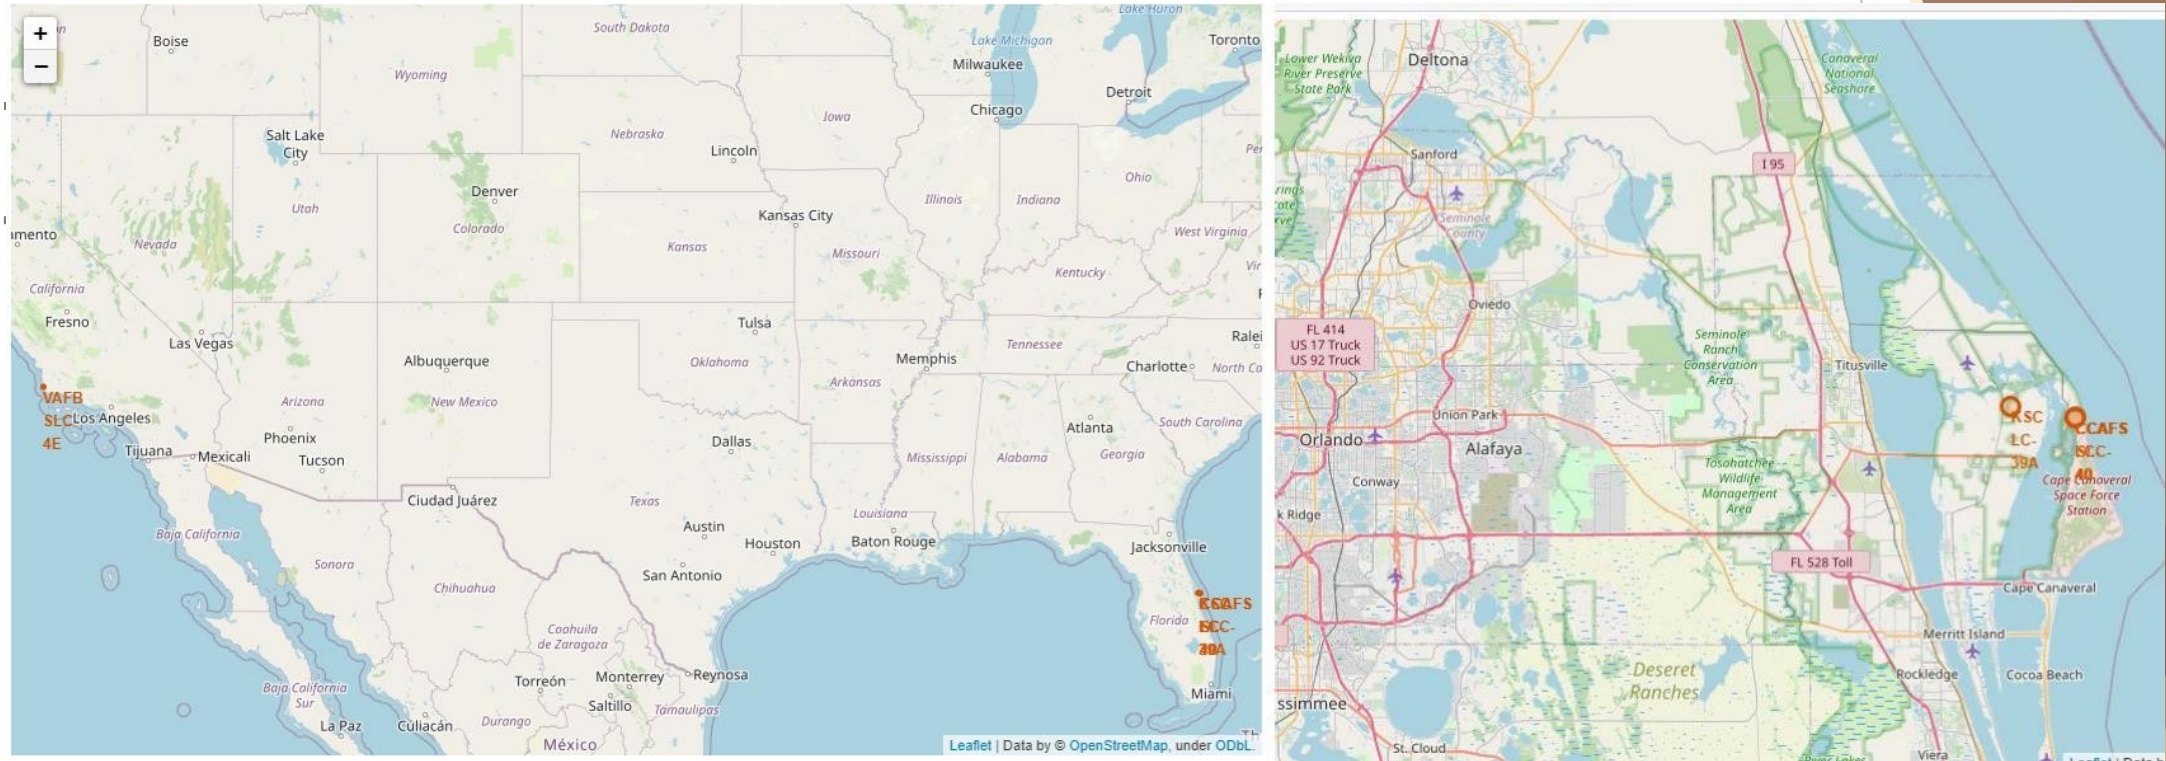 +
−
Boise
South Dakota
Lake Huron
Wyoming
Lake Michigan
Toronto
Milwaukee
Detroit
Chicago
Iowa
Nebraska
Salt Lake
City
Lincoln
Denver
Ohio
Utah
Illinois
Indiana
Kansas City
Colorado
West Virginia
Nevada
Kansas
Missouri
Kentucky
California
Fresno
Tulsa
Las Vegas
Albuquerque
Oklahoma
Memphis
Tennessee
Charlotte
VAFB
SLC
4E
Los Angeles
Arizona
New Mexico
Arkansas
South Carolina
Phoenix
Dallas
Atlanta
Tijuana
Mexicali
Tucson
Mississippi
Alabama
Georgia
Ciudad Juárez
Texas
Louisiana
Baja California
Austin
Houston
Baton Rouge
Jacksonville
Sonora
San Antonio
Chihuahua
Florida
Coahuila
de Zaragoza
Baja California
Sur
Torreón
Monterrey
Reynosa
Miami
Saltillo
Tamaulipas
La Paz
Culiacán
Durango
México
Leaflet | Data by © OpenStreetMap, under ODbL.
Lower Wekiva
River Preserve
State Park
Deltona
Canaveral
National
Seashore
Sanford
I 95
Seminole
County
Oviedo
FL 414
US 17 Truck
US 92 Truck
Seminole
Ranch
Conservation
Area
Titusville
Union Park
KSC
LC-
39A
CCAFS
Orlando
Alafaya
Conway
Tosohatchee
Wildlife
Management
Area
Cape Canaveral
Space Force
Station
FL 528 Toll
Cape Canaveral
Merritt Island
Deseret
Ranches
Rockledge
Cocoa Beach
St. Cloud
Viera